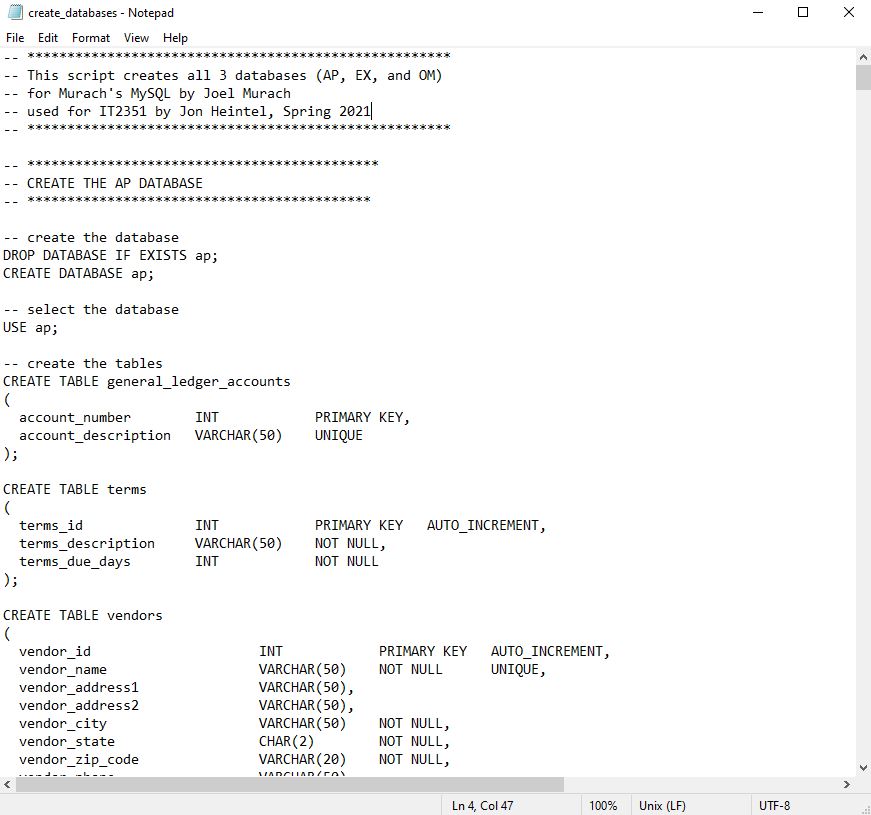 create_databases - Notepad
File Edit Format View Help
-- *****************************************************
-- This script creates all 3 databases (AP, EX, and OM)
-- for Murach's MySQL by Joel Murach
-- used for IT2351 by Jon Heintel, Spring 2021
-- *****************************************************
-- ********************************************
-- CREATE THE AP DATABASE
-- *******************************************
-- create the database
DROP DATABASE IF EXISTS ap;
CREATE DATABASE ap;
-- select the database
USE ap;
-- create the tables
CREATE TABLE general_ledger_accounts
(
account_number INT PRIMARY KEY,
account_description VARCHAR(50) UNIQUE
);
CREATE TABLE terms
(
terms_id INT PRIMARY KEY AUTO_INCREMENT,
terms_description VARCHAR(50) NOT NULL,
terms_due_days INT NOT NULL
);
CREATE TABLE vendors
(
vendor_id INT PRIMARY KEY AUTO_INCREMENT,
vendor_name VARCHAR(50) NOT NULL UNIQUE,
vendor_address1 VARCHAR(50),
vendor_address2 VARCHAR(50),
vendor_city VARCHAR(50) NOT NULL,
vendor_state CHAR(2) NOT NULL,
vendor_zip_code VARCHAR(20) NOT NULL,
Ln 4, Col 47 100% Unix (LF) UTF-8